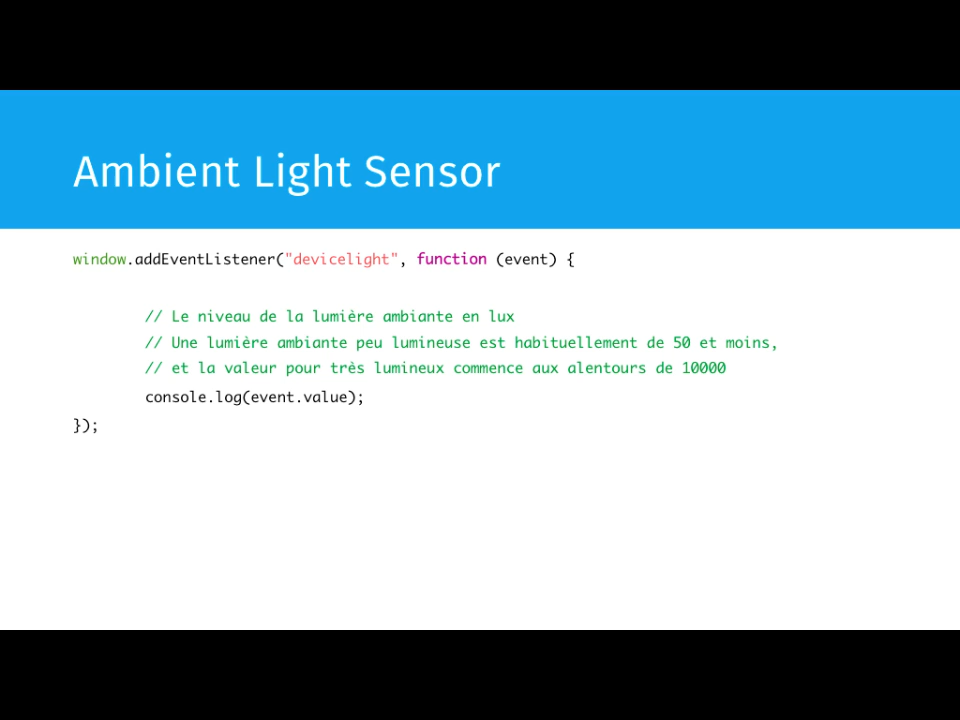 Ambient Light Sensor
window.addEventListener("devicelight", function (event) {
// Le niveau de la lumière ambiante en lux
// Une lumière ambiante peu lumineuse est habituellement de 50 et moins,
// et la valeur pour très lumineux commence aux alentours de 10000
console.log(event.value);
});